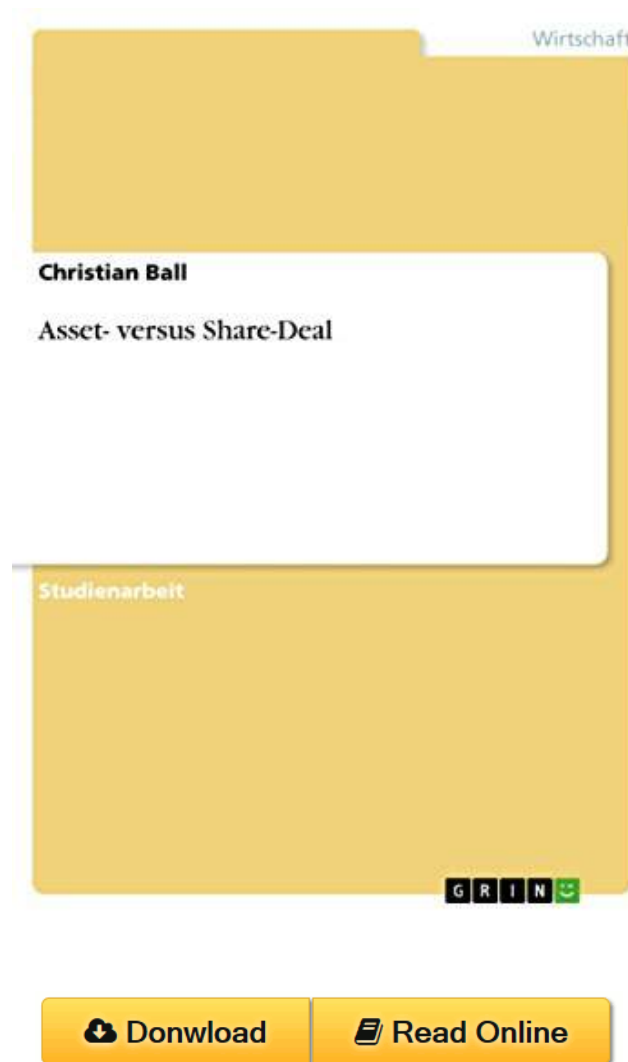 Wirtschaft
Christian Ball
Asset- versus Share-Deal
Studienarbeit
GRIN
Donwload
Read Online